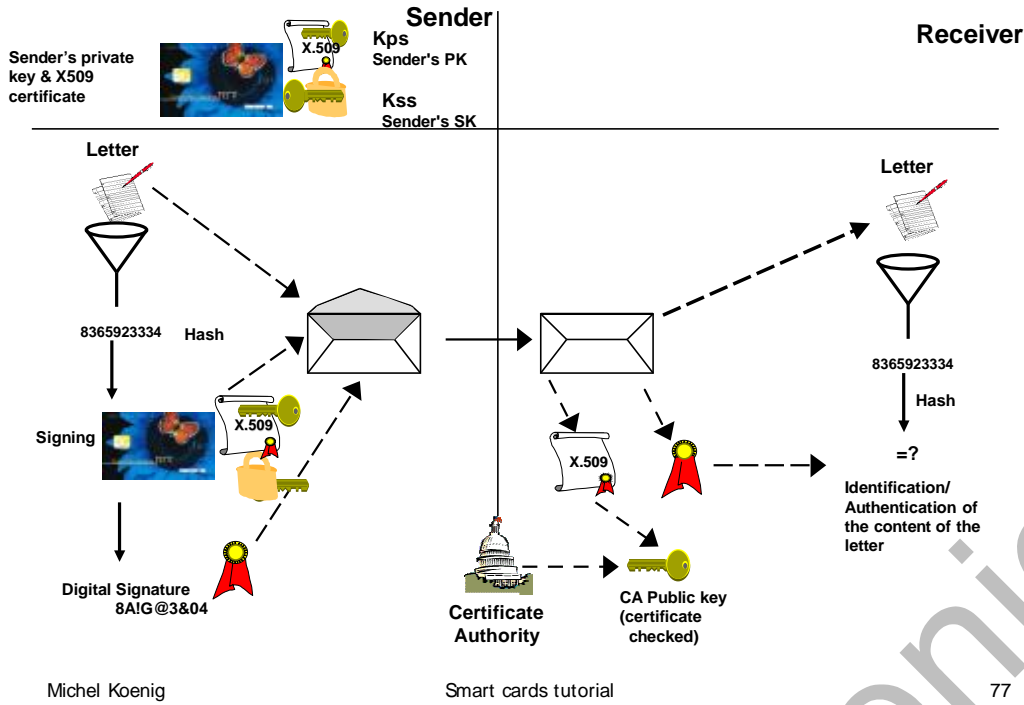 Sender
Receiver
Sender's private
key & X509
certificate
X.509
Kps
Sender's PK
Kss
Sender's SK
Letter
8365923334
Hash
Signing
X.509
Digital Signature
8A!G@3&04
X.509
Certificate
Authority
CA Public key
(certificate
checked)
Letter
8365923334
Hash
=?
Identification/
Authentication of
the content of the
letter
Michel Koenig
Smart cards tutorial
77